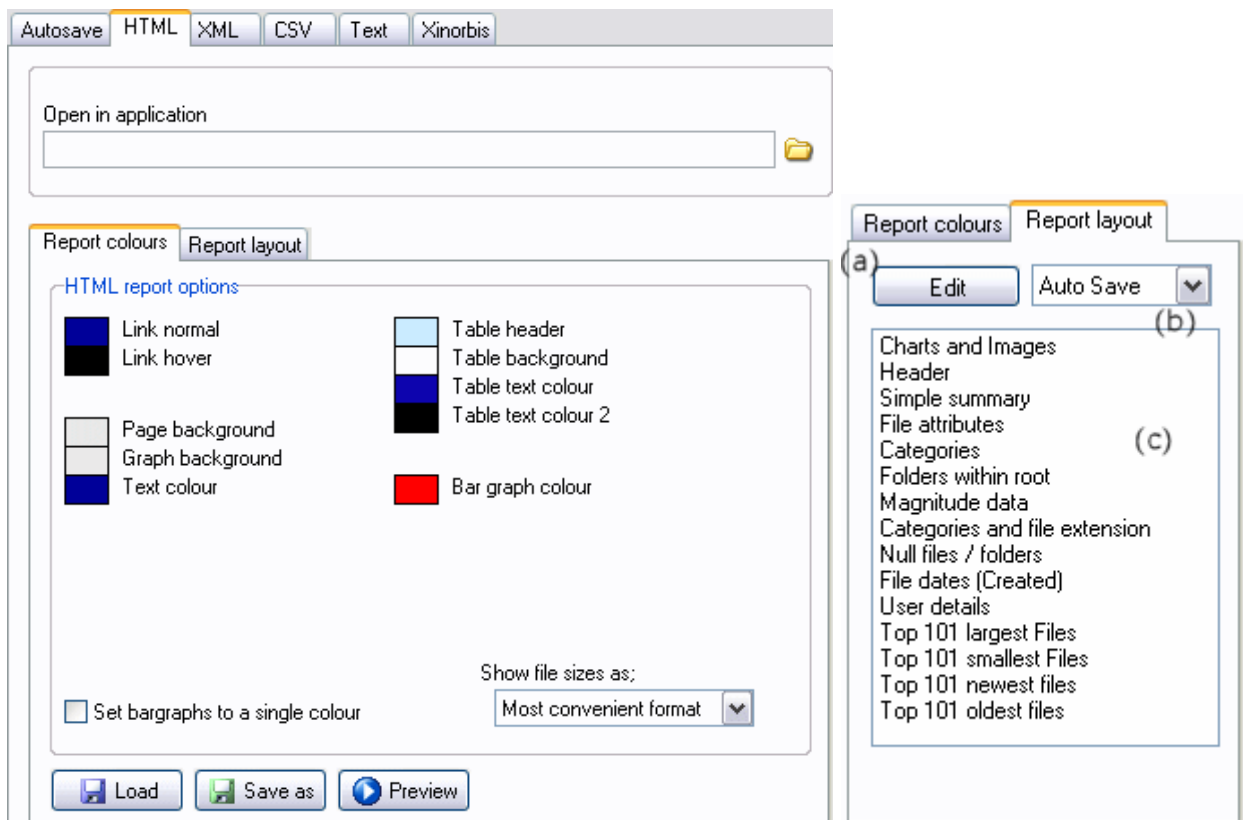 Autosave HTML XML CSV Text Xinorbis
Open in application
Report colours Report layout
HTML report options
Link normal
Link hover
Page background
Graph background
Text colour
Table header
Table background
Table text colour
Table text colour 2
Bar graph colour
Show file sizes as;
Set bargraphs to a single colour
Most convenient format
Load Save as Preview
Report colours Report layout
(a)
Edit Auto Save
(b)
Charts and Images
Header
Simple summary
File attributes
Categories
(c)
Folders within root
Magnitude data
Categories and file extension
Null files / folders
File dates (Created)
User details
Top 101 largest Files
Top 101 smallest Files
Top 101 newest files
Top 101 oldest files